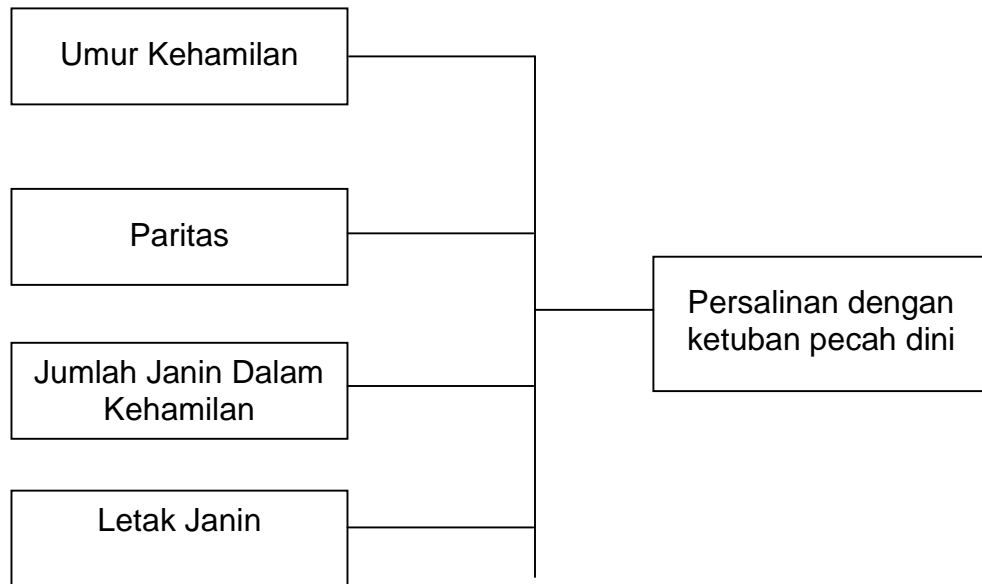 Umur Kehamilan
Paritas
Jumlah Janin Dalam
Kehamilan
Letak Janin
Persalinan dengan
ketuban pecah dini